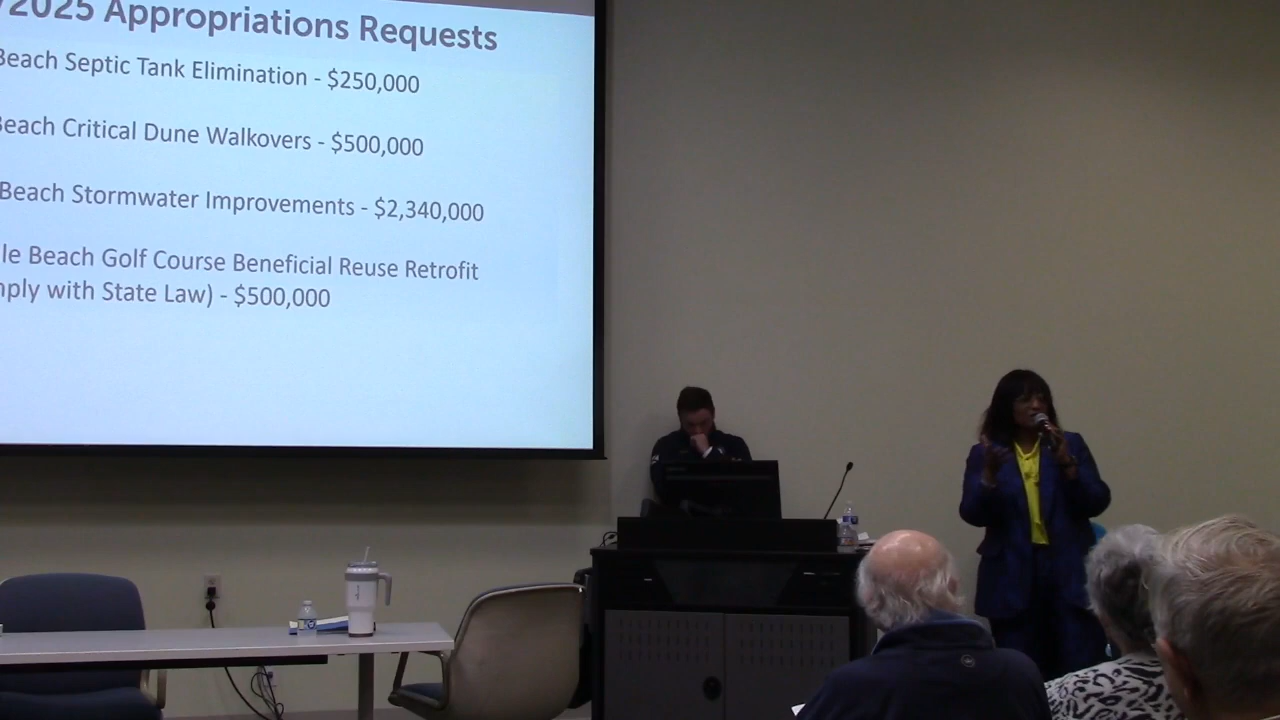 /2025 Appropriations Requests
Beach Septic Tank Elimination - $250,000
Beach Critical Dune Walkovers - $500,000
Beach Stormwater Improvements - $2,340,000
le Beach Golf Course Beneficial Reuse Retrofit
mply with State Law) - $500,000